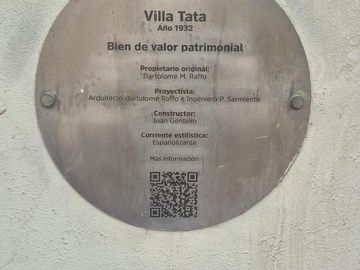 Villa Tata
Año 1932
Bien de valor patrimonial
Propietario original:
Bartolomé M. Raffo
Proyectista:
Arquitecto Bartolomé Raffo e Ingeniero P. Sarmiento
Constructor:
Juan Gentelin
Corriente estilística:
Españolizante
Más información